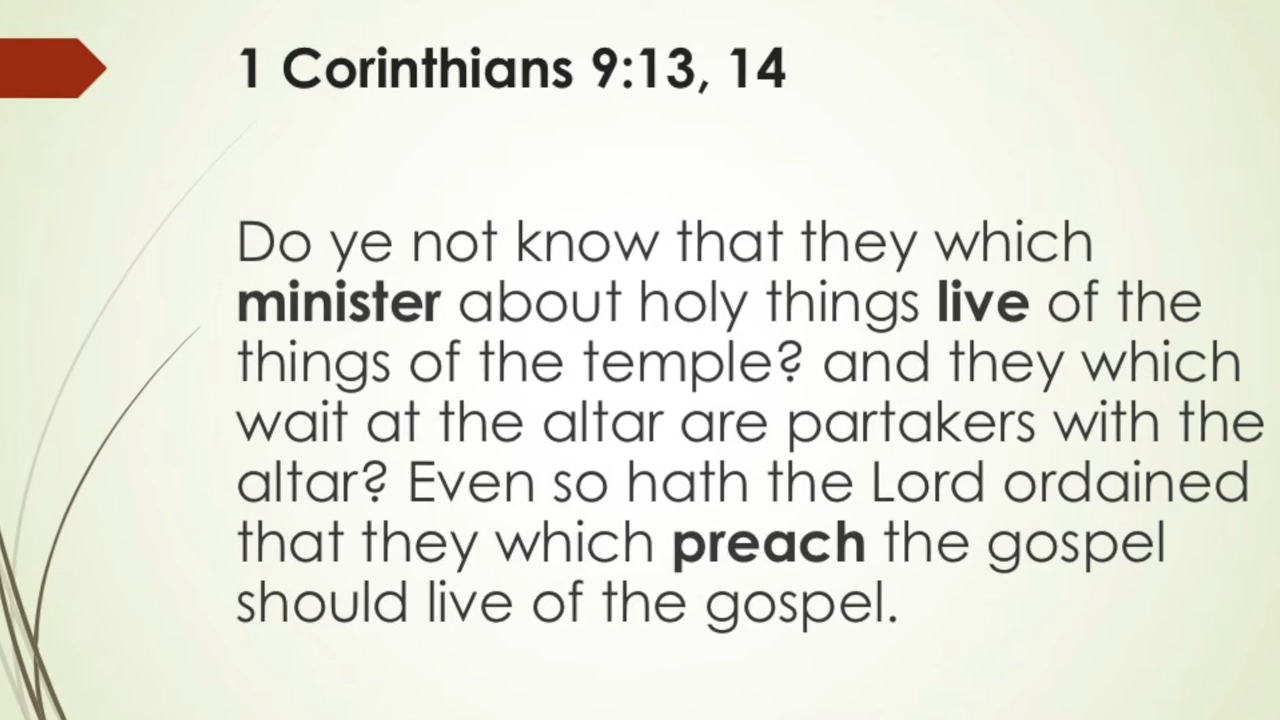 1 Corinthians 9:13, 14
Do ye not know that they which
minister about holy things live of the
things of the temple? and they which
wait at the altar are partakers with the
altar? Even so hath the Lord ordained
that they which preach the gospel
should live of the gospel.